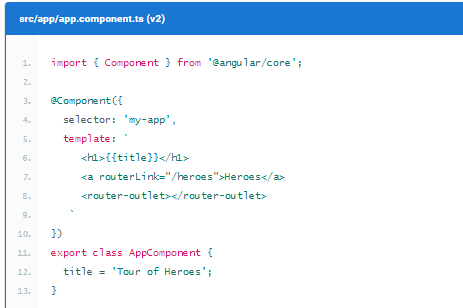 src/app/app.component.ts (v2)
1. import { Component } from '@angular/core';
2.
3. @Component({
4.   selector: 'my-app',
5.   template: `
6.      <h1>{{title}}</h1>
7.      <a routerLink="/heroes">Heroes</a>
8.      <router-outlet></router-outlet>
9.    `
10. })
11. export class AppComponent {
12.   title = 'Tour of Heroes';
13. }